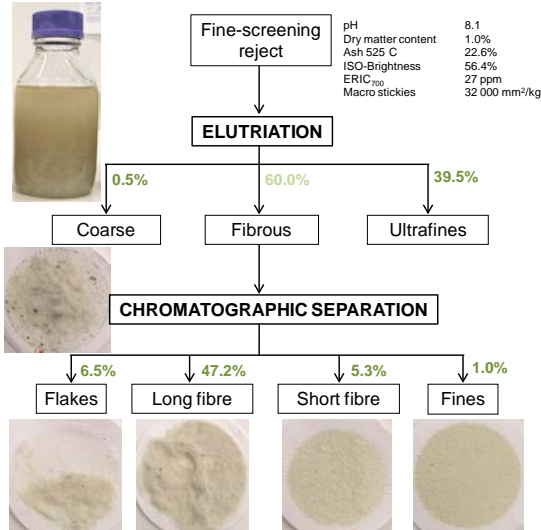 Fine-screening
reject
pH 8.1
Dry matter content 1.0%
Ash 525 C 22.6%
ISO-Brightness 56.4%
ERIC700 27 ppm
Macro stickies 32 000 mm²/kg
ELUTRIATION
0.5% 60.0% 39.5%
Coarse Fibrous Ultrafines
CHROMATOGRAPHIC SEPARATION
6.5% 47.2% 5.3% 1.0%
Flakes Long fibre Short fibre Fines